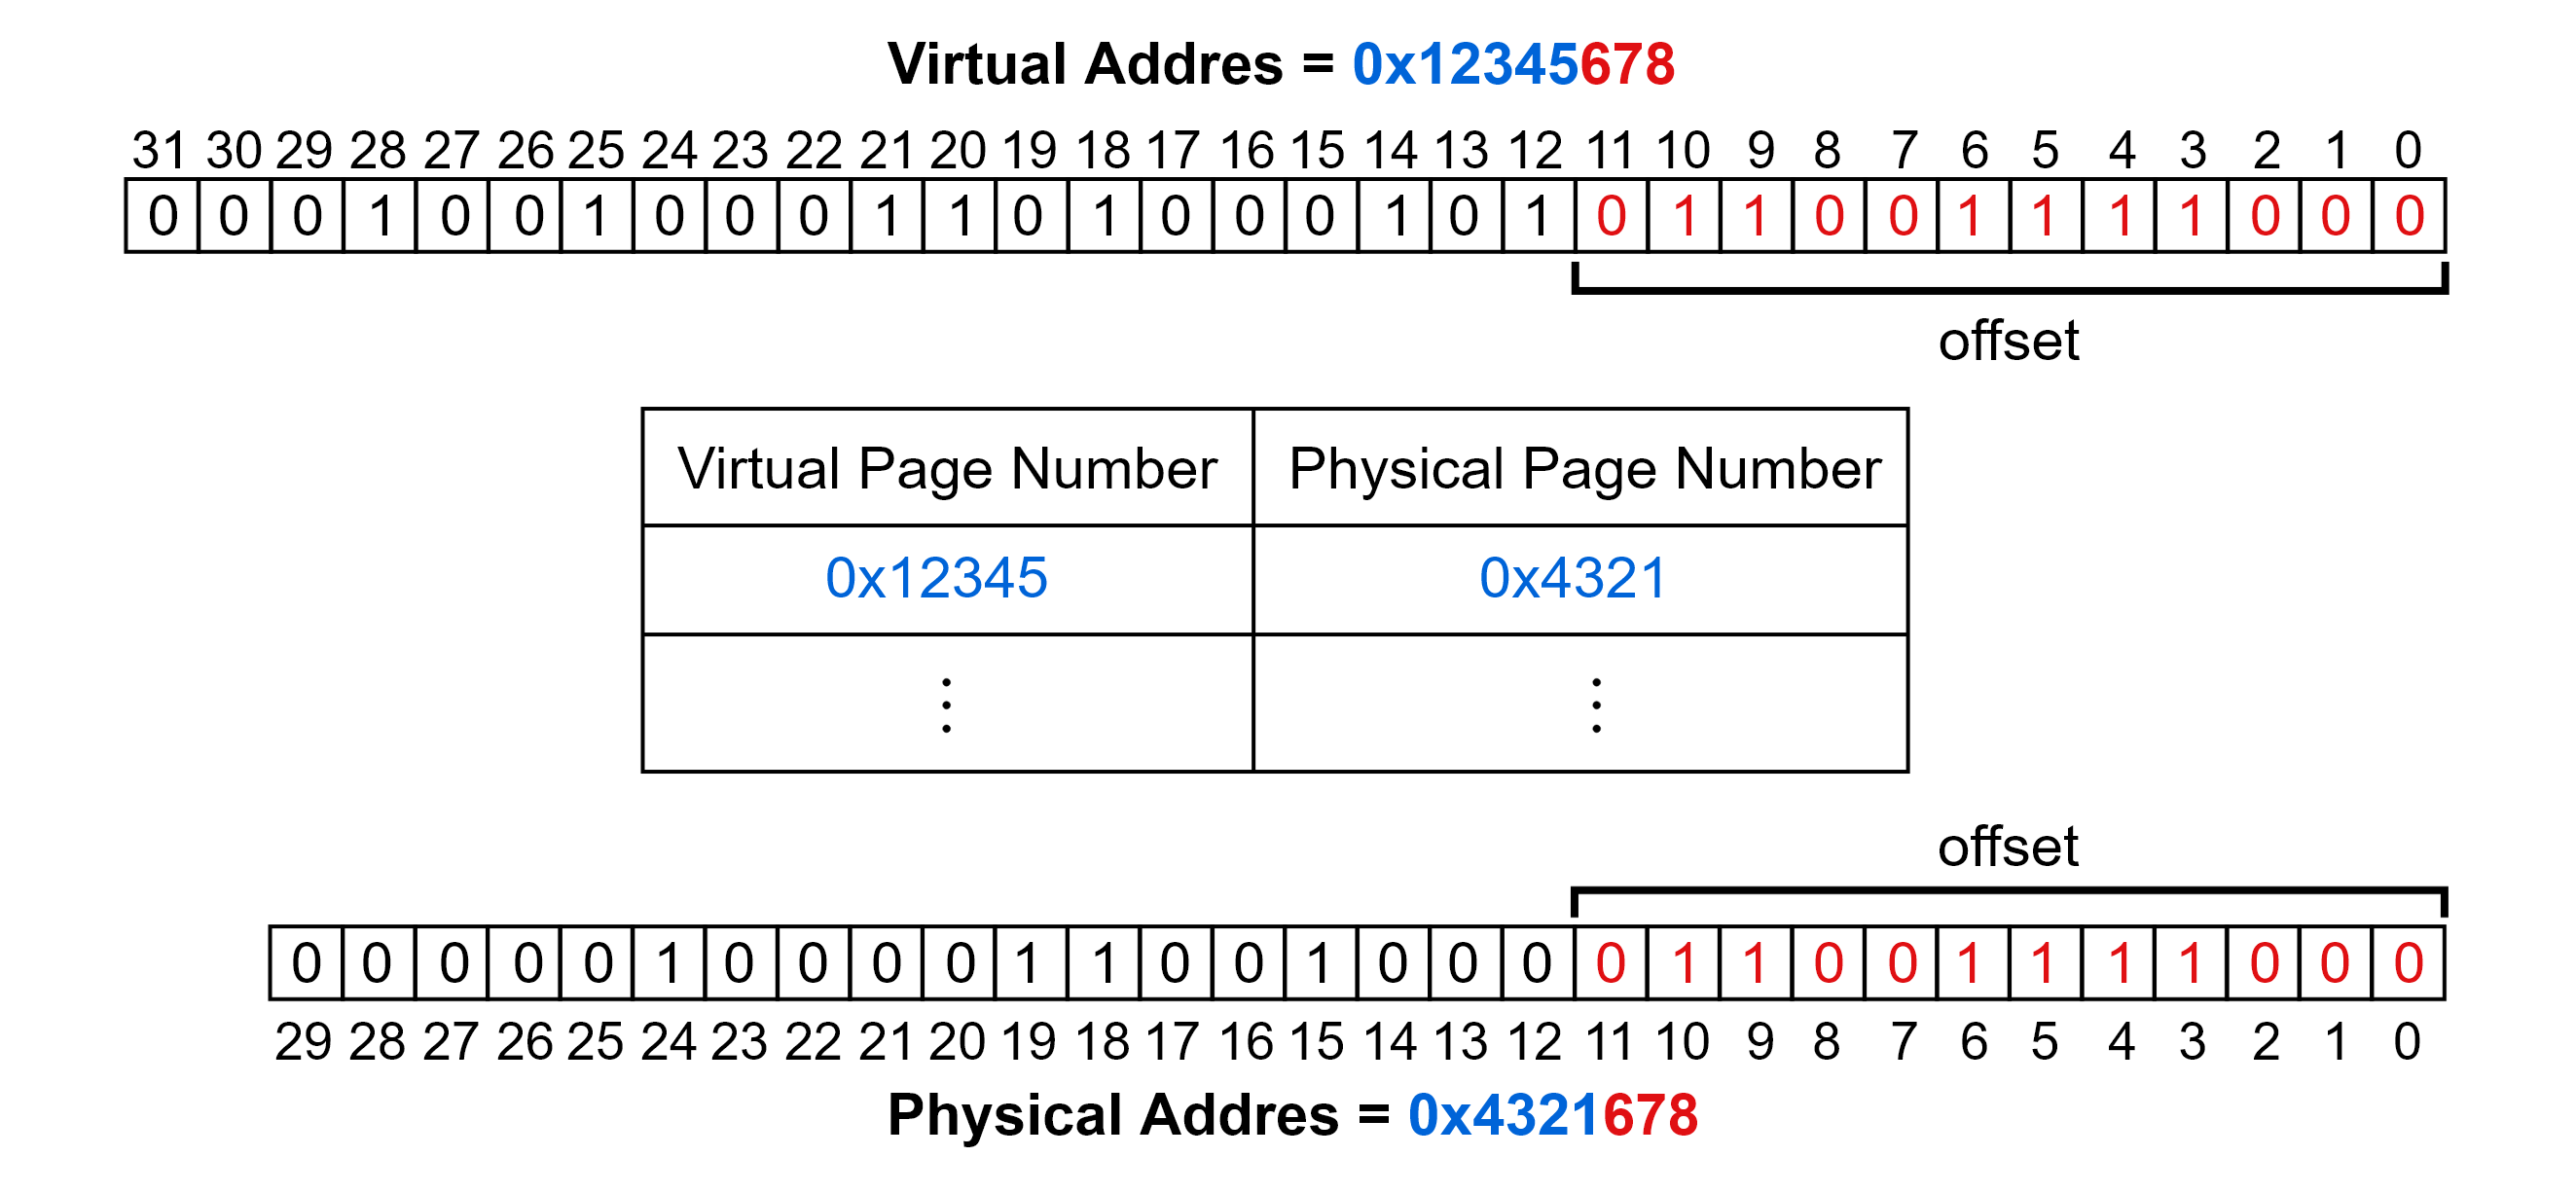 Virtual Addres = 0x12345678
31 30 29 28 27 26 25 24 23 22 21 20 19 18 17 16 15 14 13 12 11 10 9 8 7 6 5 4 3 2 1 0
0 0 0 1 0 0 1 0 0 0 1 1 0 1 0 0 0 1 0 1 0 1 1 0 0 1 1 1 1 0 0 0
offset
Virtual Page Number Physical Page Number
0x12345 0x4321
⋮ ⋮
offset
0 0 0 0 0 1 0 0 0 0 1 1 0 0 1 0 0 0 0 1 1 0 0 1 1 1 1 0 0 0
29 28 27 26 25 24 23 22 21 20 19 18 17 16 15 14 13 12 11 10 9 8 7 6 5 4 3 2 1 0
Physical Addres = 0x4321678